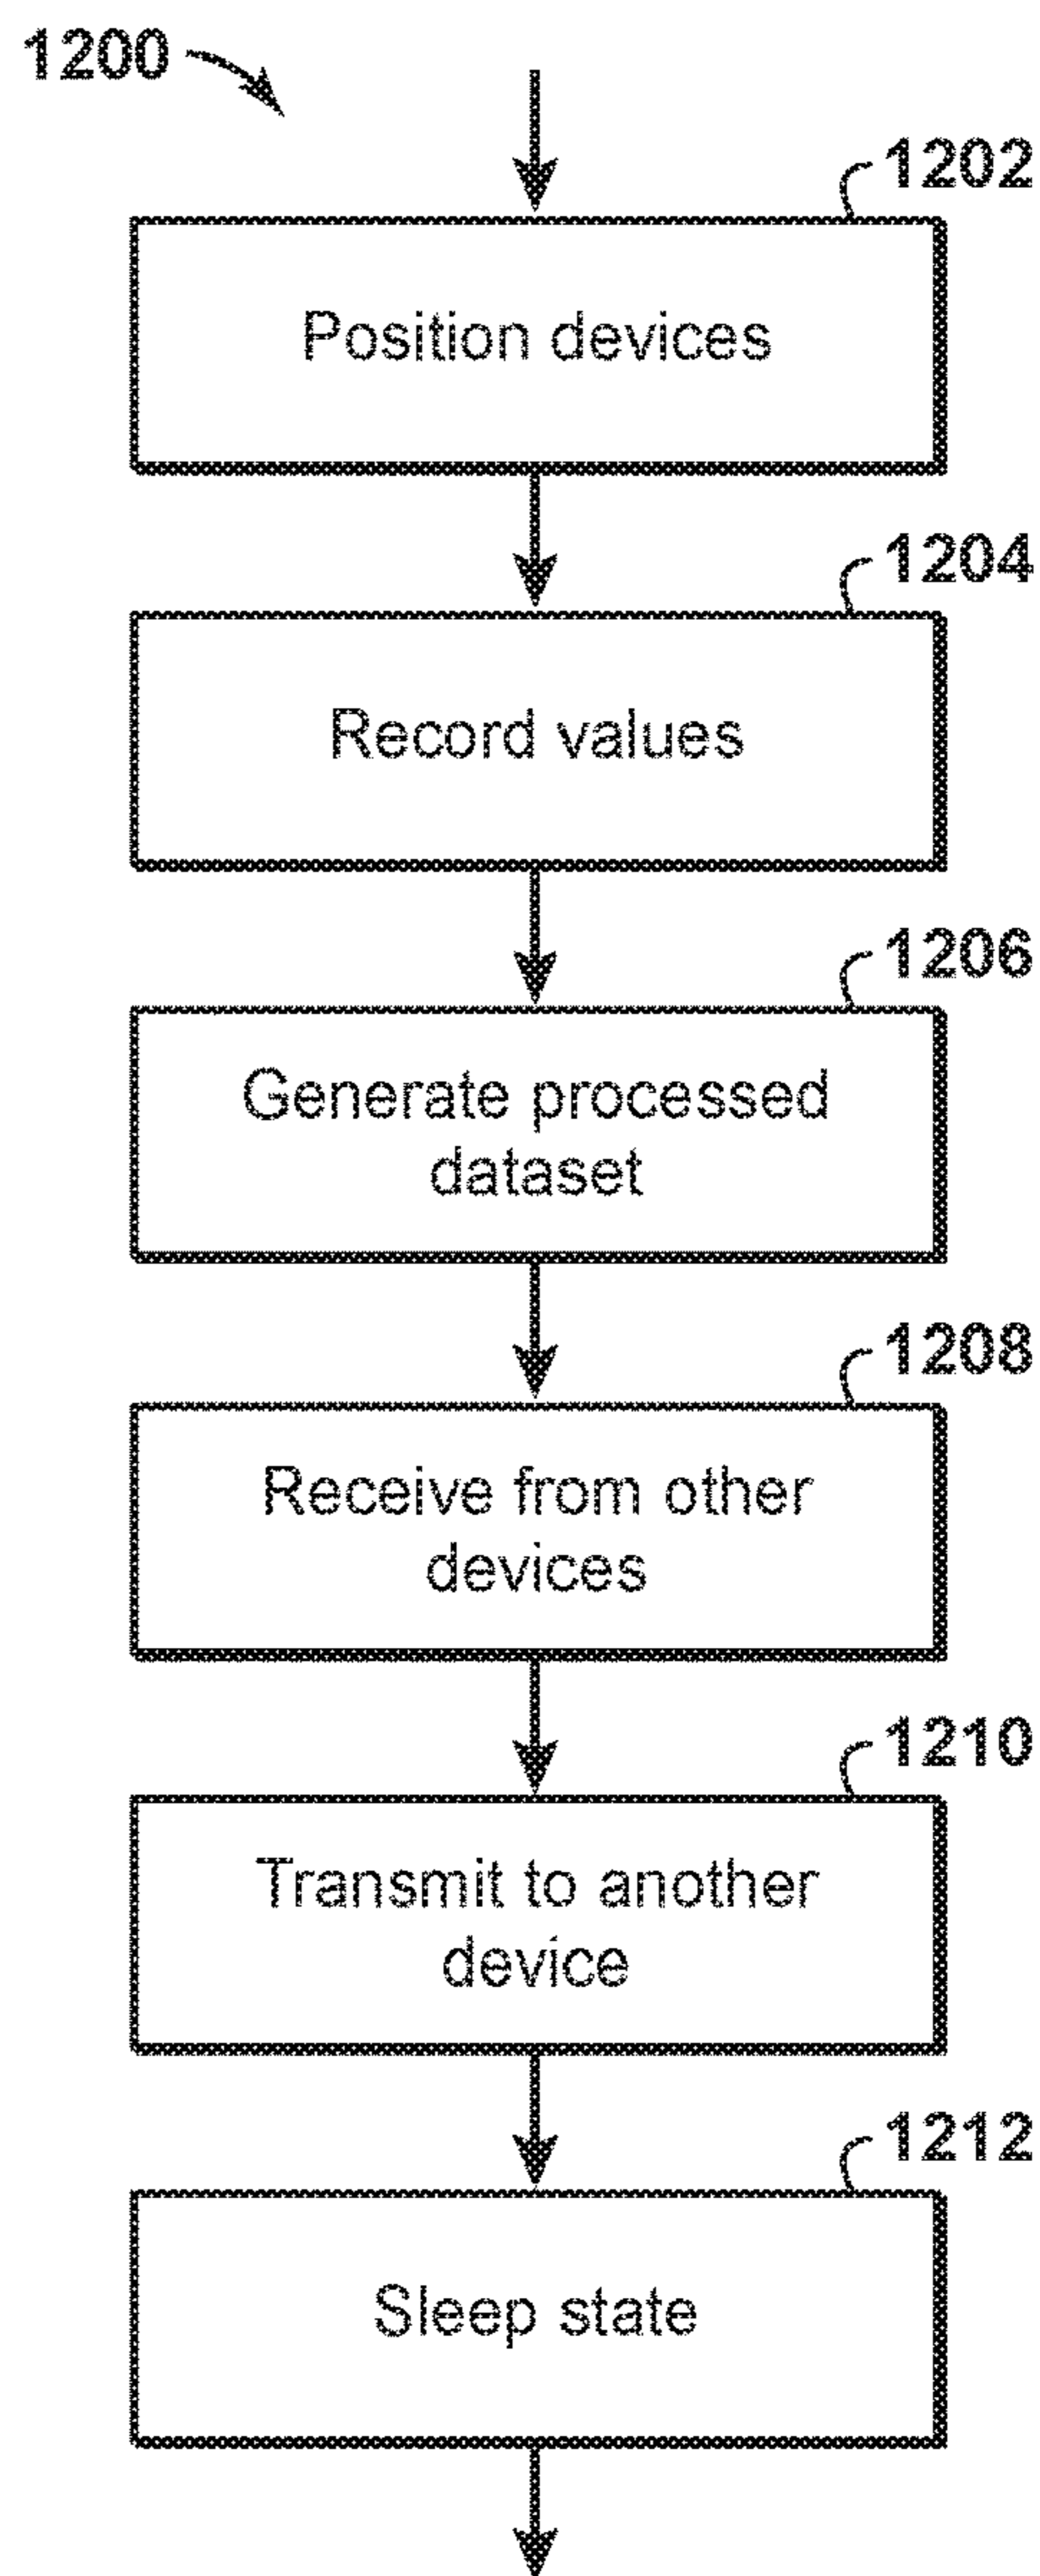 1200
1202
Position devices
1204
Record values
1206
Generate processed
dataset
1208
Receive from other
devices
1210
Transmit to another
device
1212
Sleep state